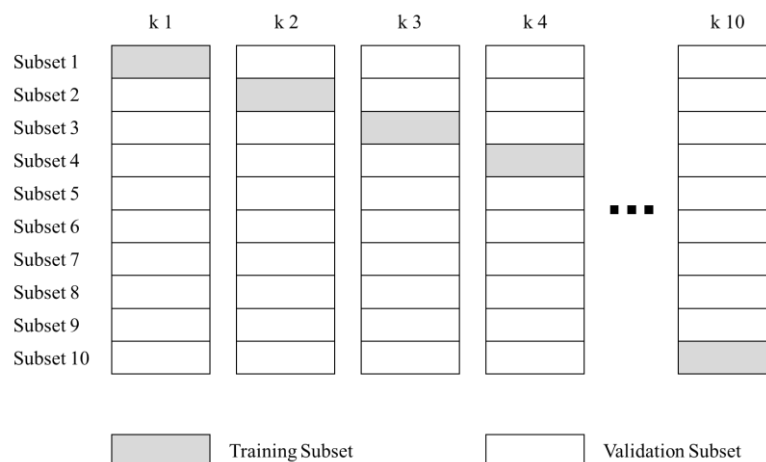 k 1 k 2 k 3 k 4 k 10
Subset 1
Subset 2
Subset 3
Subset 4
Subset 5
Subset 6
Subset 7
Subset 8
Subset 9
Subset 10
Training Subset Validation Subset